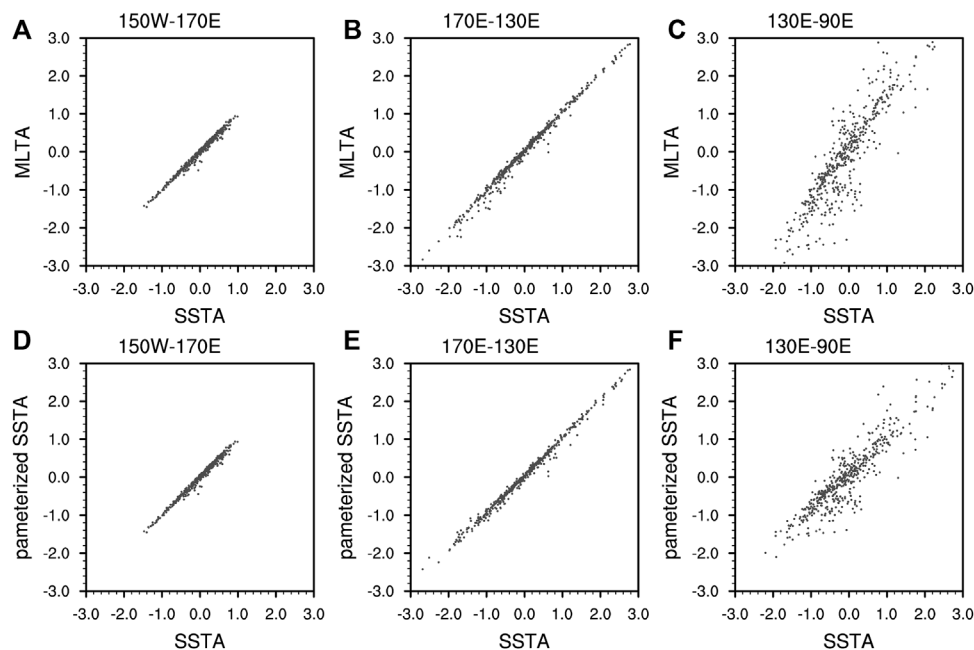 A 150W-170E B 170E-130E C 130E-90E
3.0 3.0 3.0
2.0 2.0 2.0
1.0 1.0 1.0
MLTA 0.0 MLTA 0.0 MLTA 0.0
-1.0 -1.0 -1.0
-2.0 -2.0 -2.0
-3.0 -3.0 -3.0
-3.0 -2.0 -1.0 0.0 1.0 2.0 3.0 -3.0 -2.0 -1.0 0.0 1.0 2.0 3.0 -3.0 -2.0 -1.0 0.0 1.0 2.0 3.0
SSTA SSTA SSTA
D 150W-170E E 170E-130E F 130E-90E
3.0 3.0 3.0
2.0 2.0 2.0
1.0 1.0 1.0
pameterized SSTA 0.0 pameterized SSTA 0.0 pameterized SSTA 0.0
-1.0 -1.0 -1.0
-2.0 -2.0 -2.0
-3.0 -3.0 -3.0
-3.0 -2.0 -1.0 0.0 1.0 2.0 3.0 -3.0 -2.0 -1.0 0.0 1.0 2.0 3.0 -3.0 -2.0 -1.0 0.0 1.0 2.0 3.0
SSTA SSTA SSTA